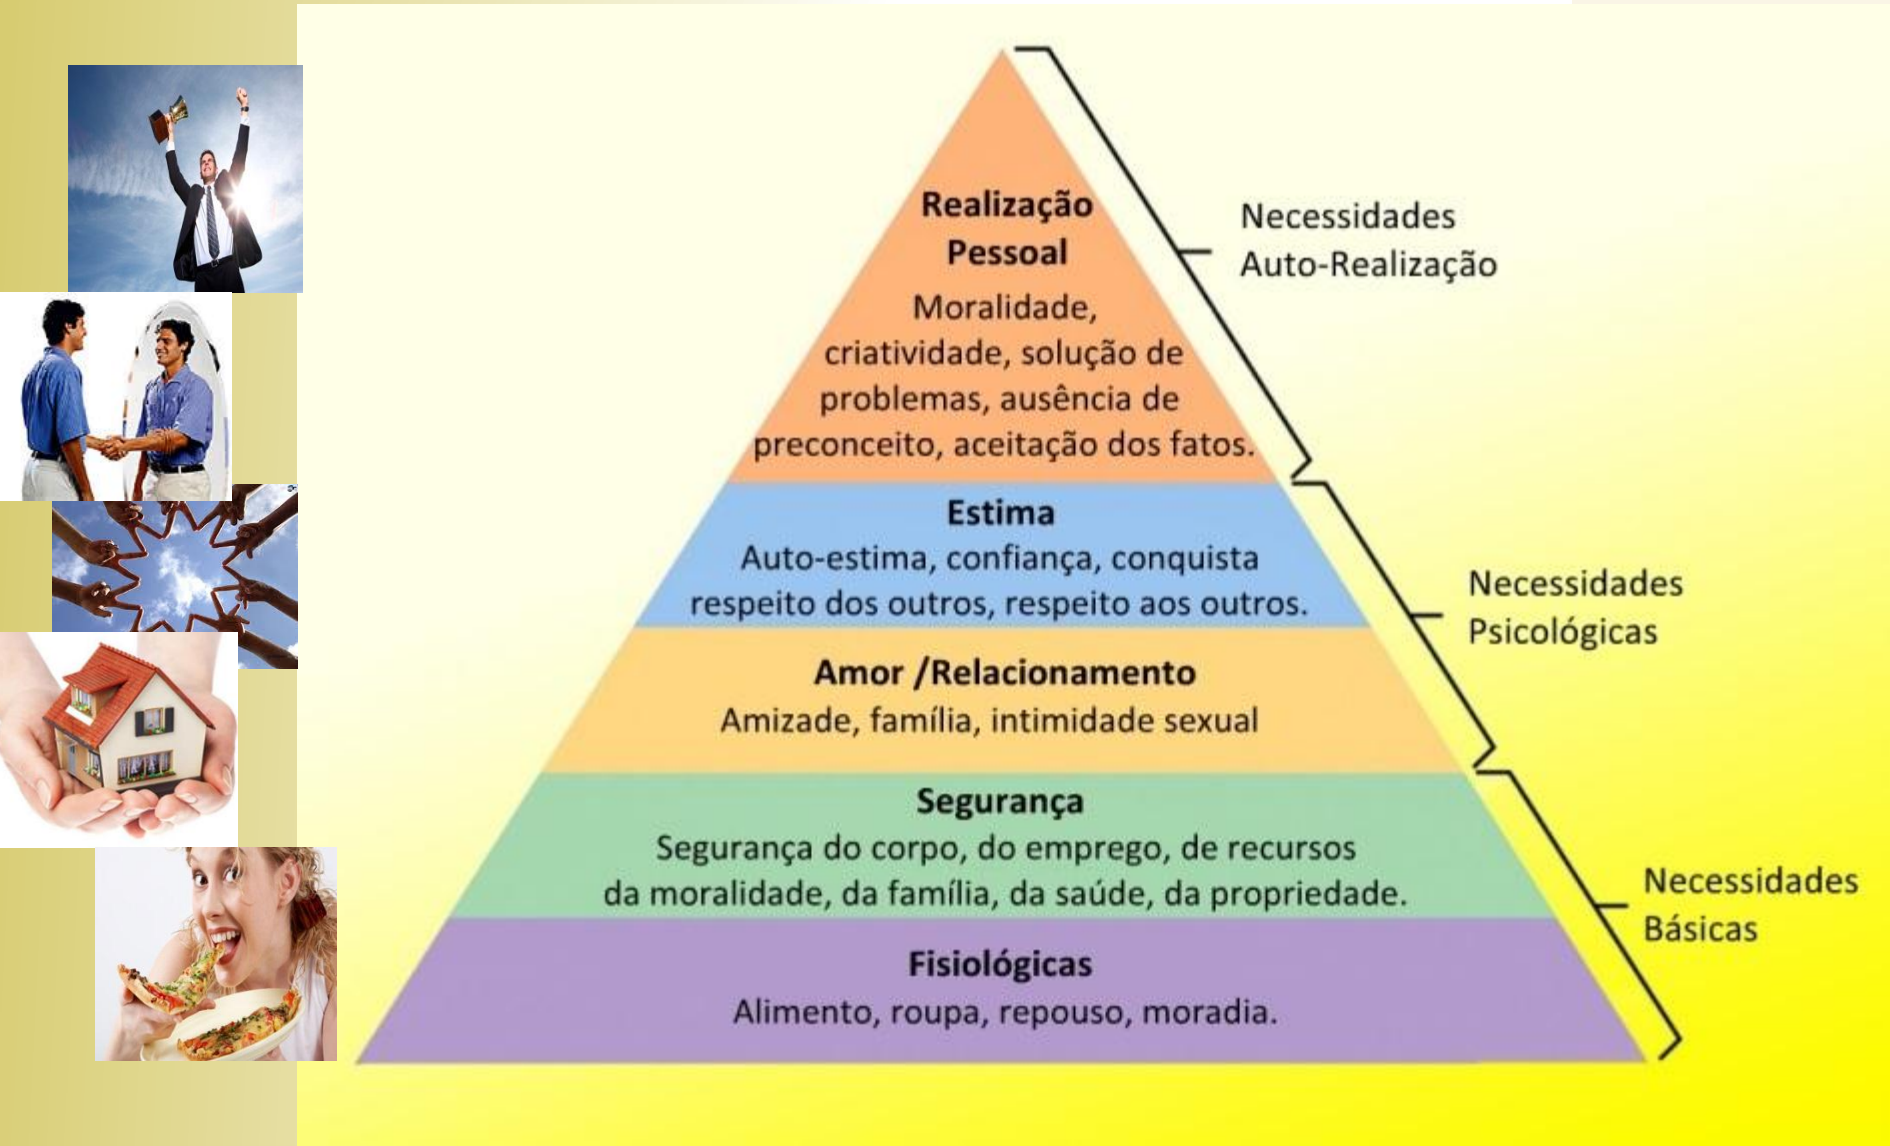 Realização
Pessoal
Moralidade,
criatividade, solução de
problemas, ausência de
preconceito, aceitação dos fatos.
Necessidades
Auto-Realização
Estima
Auto-estima, confiança, conquista
respeito dos outros, respeito aos outros.
Amor /Relacionamento
Amizade, família, intimidade sexual
Necessidades
Psicológicas
Segurança
Segurança do corpo, do emprego, de recursos
da moralidade, da família, da saúde, da propriedade.
Fisiológicas
Alimento, roupa, repouso, moradia.
Necessidades
Básicas